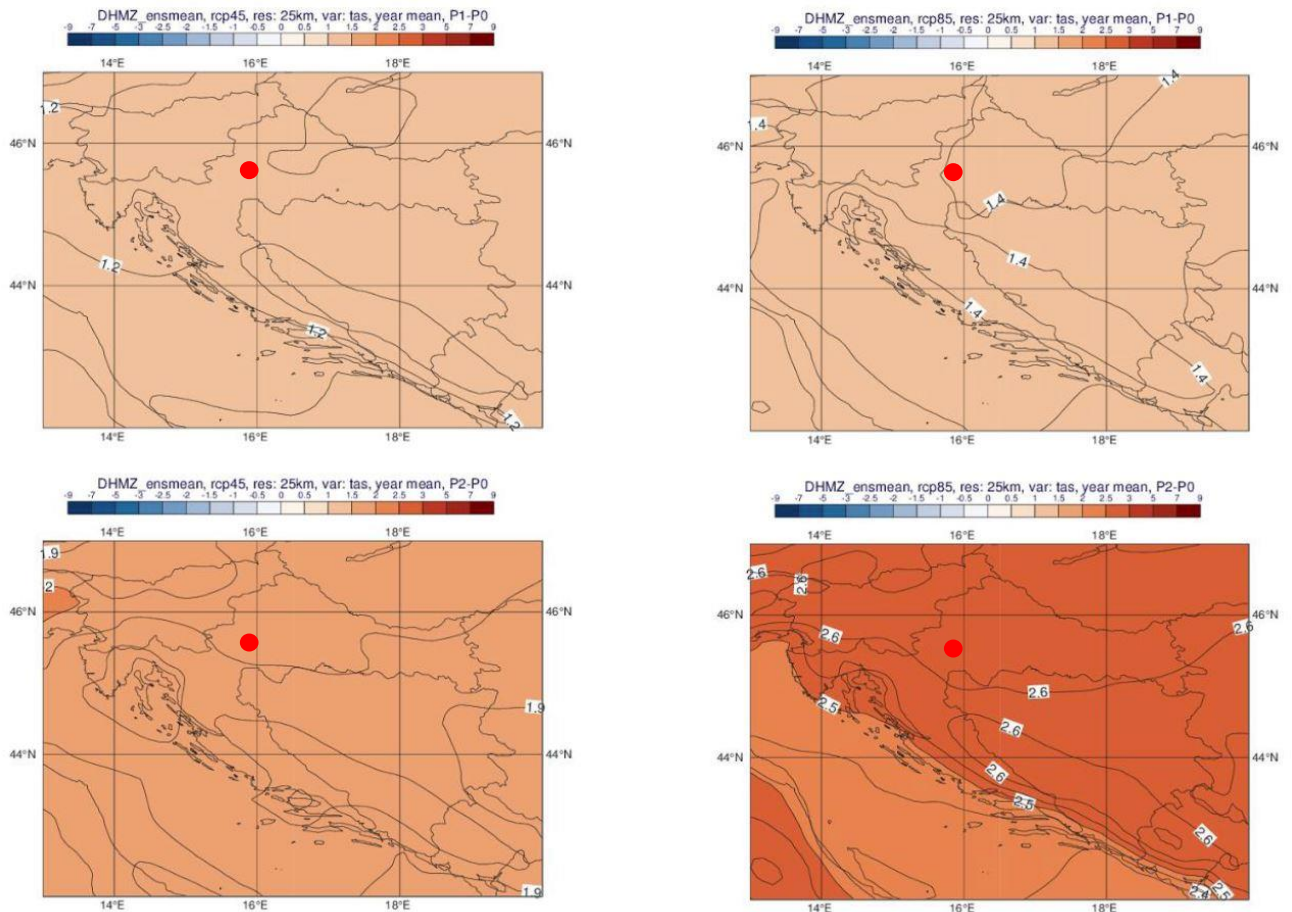 DHMZ_ensmean, rcp45, res: 25km, var: tas, year mean, P1-P0
-9 -7 -5 -3 -2.5 -2 -1.5 -1 -0.5 0 0.5 1 1.5 2 2.5 3 5 7 9
14°E 16°E 18°E
1.2
46°N 46°N
1.2
44°N 44°N
1.2
1.2
14°E 16°E 18°E
DHMZ_ensmean, rcp85, res: 25km, var: tas, year mean, P1-P0
-9 -7 -5 -3 -2.5 -2 -1.5 -1 -0.5 0 0.5 1 1.5 2 2.5 3 5 7 9
14°E 16°E 18°E
1.4
1.4
46°N 46°N
1.4
1.4
44°N 44°N
1.4
1.4
14°E 16°E 18°E
DHMZ_ensmean, rcp45, res: 25km, var: tas, year mean, P2-P0
-9 -7 -5 -3 -2.5 -2 -1.5 -1 -0.5 0 0.5 1 1.5 2 2.5 3 5 7 9
14°E 16°E 18°E
1.9
2
46°N 46°N
1.9
44°N 44°N
1.9
14°E 16°E 18°E
DHMZ_ensmean, rcp85, res: 25km, var: tas, year mean, P2-P0
-9 -7 -5 -3 -2.5 -2 -1.5 -1 -0.5 0 0.5 1 1.5 2 2.5 3 5 7 9
14°E 16°E 18°E
2.6 2.6
46°N 46°N
2.6 2.6
2.6
2.5
2.6
44°N 44°N
2.6
2.5
2.6
2.4 2.5
14°E 16°E 18°E